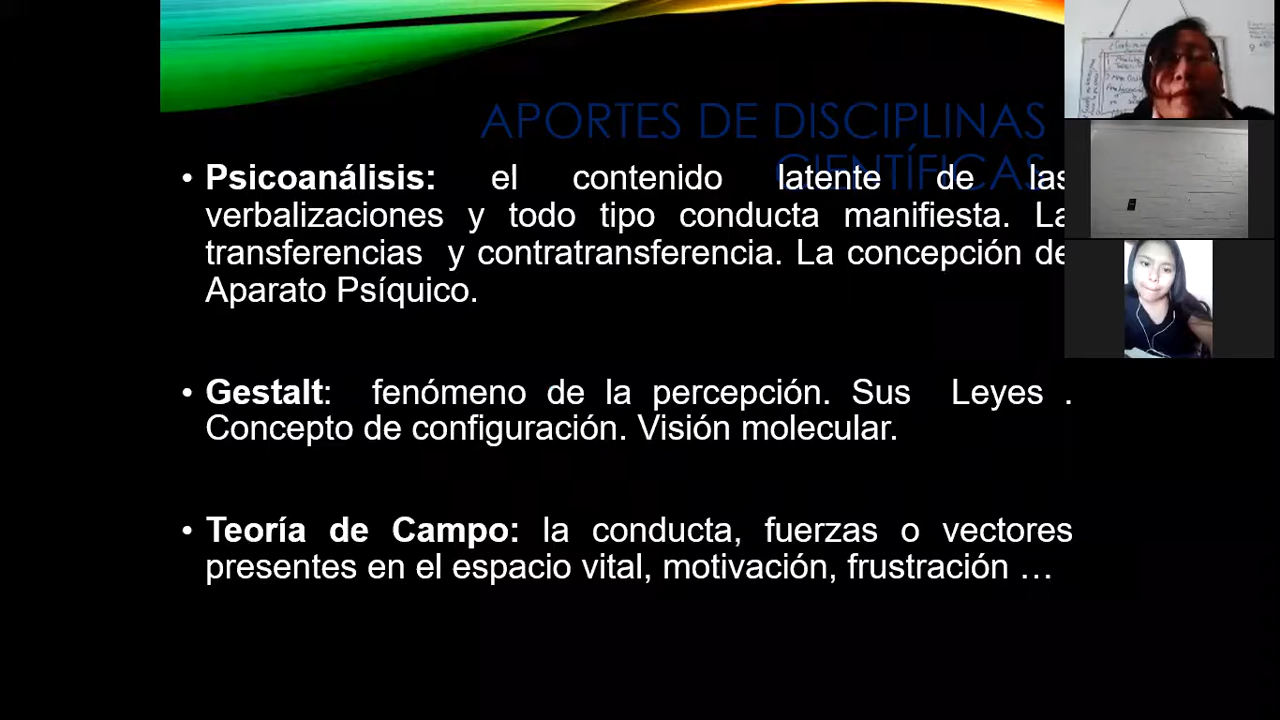 APORTES DE DISCIPLINAS
CIENTÍFICAS
• Psicoanálisis: el contenido latente de las
verbalizaciones y todo tipo conducta manifiesta. La
transferencias y contratransferencia. La concepción de
Aparato Psíquico.
• Gestalt: fenómeno de la percepción. Sus Leyes .
Concepto de configuración. Visión molecular.
• Teoría de Campo: la conducta, fuerzas o vectores
presentes en el espacio vital, motivación, frustración …